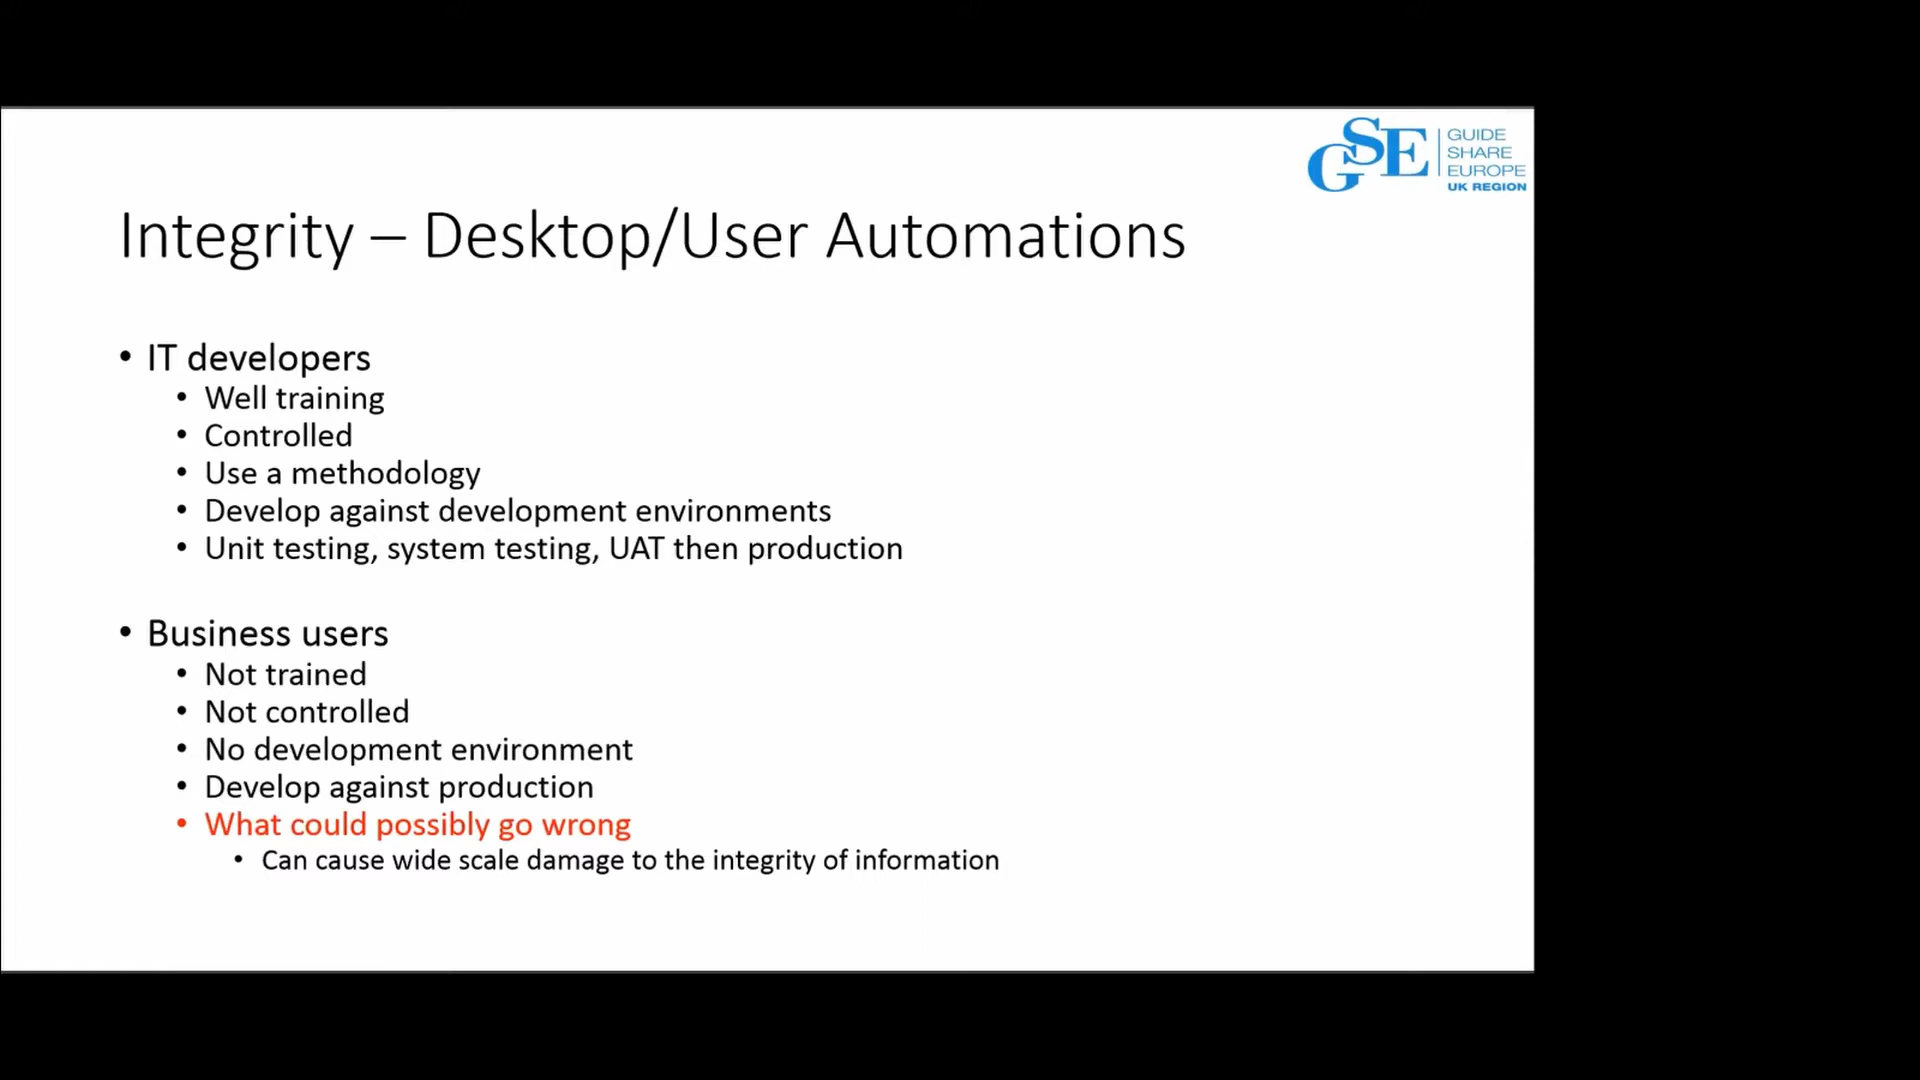 GSE
GUIDE
SHARE
EUROPE
UK REGION
Integrity – Desktop/User Automations
• IT developers
• Well training
• Controlled
• Use a methodology
• Develop against development environments
• Unit testing, system testing, UAT then production
• Business users
• Not trained
• Not controlled
• No development environment
• Develop against production
• What could possibly go wrong
• Can cause wide scale damage to the integrity of information